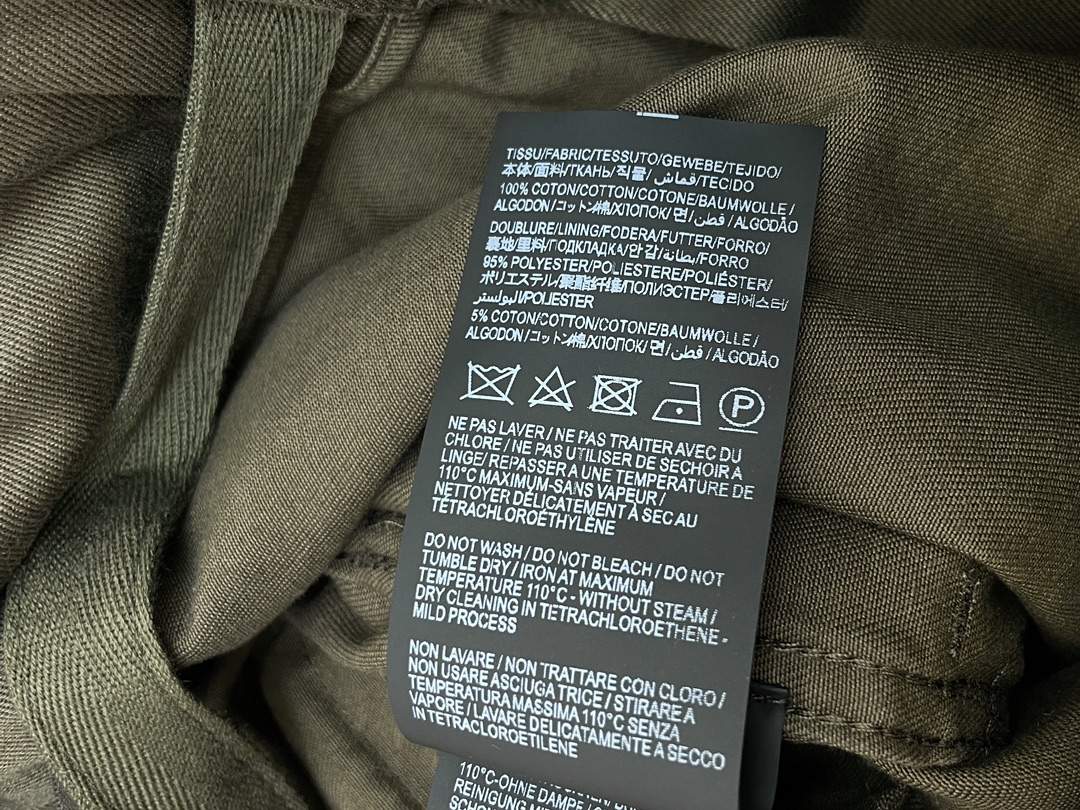 TISSU/FABRIC/TESSUTO/GEWEBE/TEJIDO/
本体/面料/ТКАНЬ/직물/قماش/TECIDO
100% COTON/COTTON/COTONE/BAUMWOLLE/
ALGODON/コットン/棉/ХЛОПОК/면/قطن/ALGODÃO
DOUBLURE/LINING/FODERA/FUTTER/FORRO/
裏地/里料/ПОДКЛАДКА/안감/بطانة/FORRO
95% POLYESTER/POLIESTERE/POLIÉSTER/
ポリエステル/聚酯纤维/ПОЛИЭСТЕР/폴리에스터/
البولستر/POLIESTER
5% COTON/COTTON/COTONE/BAUMWOLLE/
ALGODON/コットン/棉/ХЛОПОК/면/قطن/ALGODÃO
P
NE PAS LAVER / NE PAS TRAITER AVEC DU
CHLORE / NE PAS UTILISER DE SECHOIR A
LINGE/ REPASSER A UNE TEMPERATURE DE
110°C MAXIMUM-SANS VAPEUR /
NETTOYER DÉLICATEMENT À SEC AU
TÉTRACHLOROÉTHYLÈNE
DO NOT WASH / DO NOT BLEACH / DO NOT
TUMBLE DRY / IRON AT MAXIMUM
TEMPERATURE 110°C - WITHOUT STEAM /
DRY CLEANING IN TETRACHLOROETHENE -
MILD PROCESS
NON LAVARE / NON TRATTARE CON CLORO /
NON USARE ASCIUGA TRICE / STIRARE A
TEMPERATURA MASSIMA 110°C SENZA
VAPORE / LAVARE DELICATAMENTE A SECCO
IN TETRACLOROETILENE
110°C-OHNE DAMPF
REINIGUNG